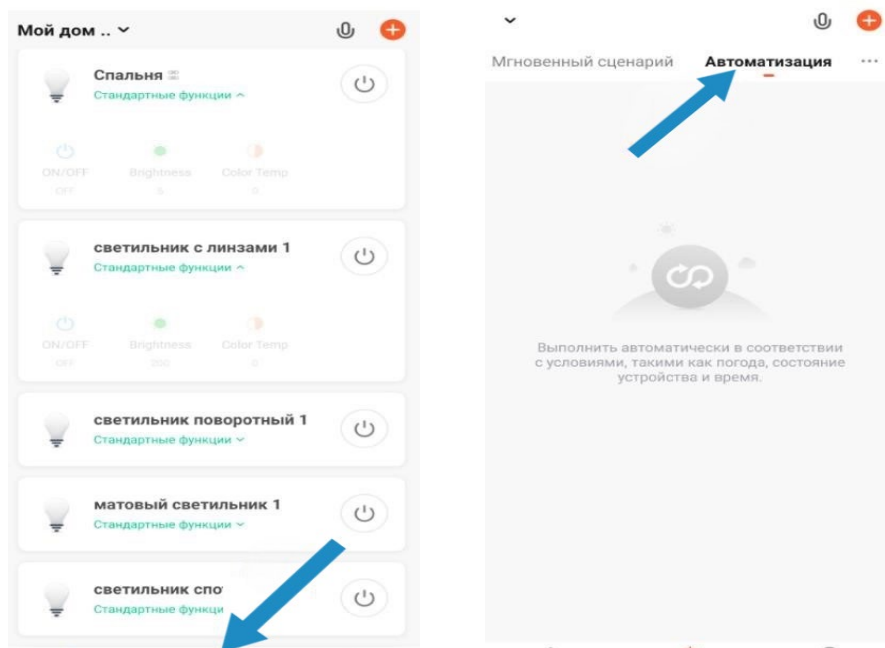 Мой дом ..
Спальня
Стандартные функции
ON/OFF Brightness Color Temp
OFF 0
светильник с линзами 1
Стандартные функции
ON/OFF Brightness Color Temp
OFF 200 0
светильник поворотный 1
Стандартные функции
матовый светильник 1
Стандартные функции
светильник спо
Стандартные функци
Мгновенный сценарий Автоматизация ...
Выполнить автоматически в соответствии
с условиями, такими как погода, состояние
устройства и время.